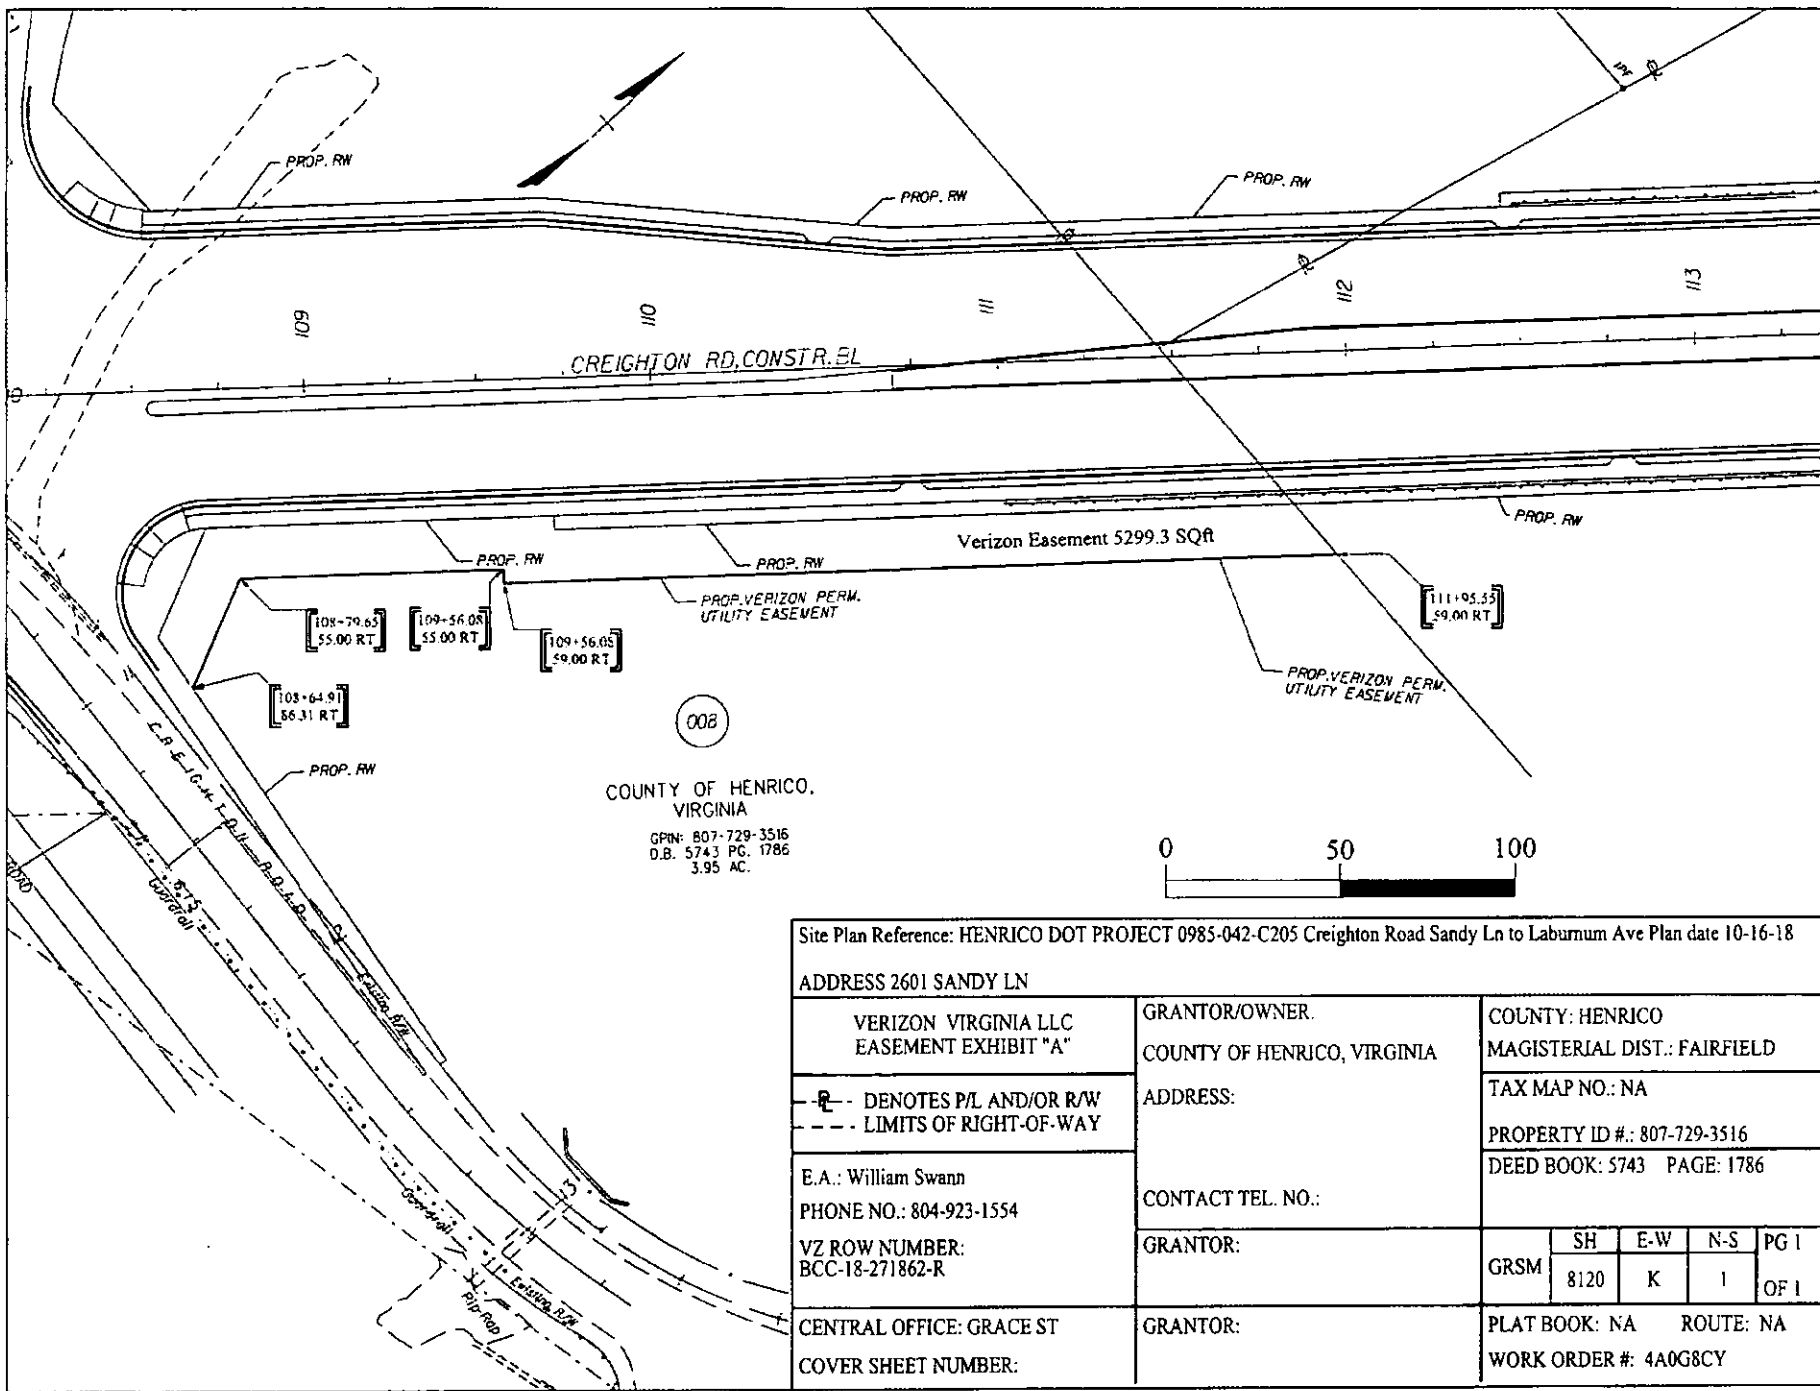 IPF
PROP. RW
PROP. RW
PROP. RW
109
110
111
112
113
CREIGHTON RD.CONSTR.BL
Verizon Easement 5299.3 SQft
PROP. RW
PROP. RW
PROP. RW
PROP.VERIZON PERM.
UTILITY EASEMENT
108+79.65
55.00 RT
109+56.08
55.00 RT
109+56.08
59.00 RT
111+95.55
59.00 RT
PROP.VERIZON PERM.
UTILITY EASEMENT
108+64.91
86.31 RT
008
PROP. RW
CREIGHTON ROAD
COUNTY OF HENRICO,
VIRGINIA
GPIN: 807-729-3516
D.B. 5743 PG. 1786
3.95 AC.
0 50 100
ROAD
Guardrail
Existing R/W
Guardrail
13
Existing R/W
Rip-Rap
Site Plan Reference: HENRICO DOT PROJECT 0985-042-C205 Creighton Road Sandy Ln to Laburnum Ave Plan date 10-16-18
ADDRESS 2601 SANDY LN
VERIZON VIRGINIA LLC
EASEMENT EXHIBIT "A"
DENOTES P/L AND/OR R/W
LIMITS OF RIGHT-OF-WAY
E.A.: William Swann
PHONE NO.: 804-923-1554
VZ ROW NUMBER:
BCC-18-271862-R
CENTRAL OFFICE: GRACE ST
COVER SHEET NUMBER:
GRANTOR/OWNER.
COUNTY OF HENRICO, VIRGINIA
ADDRESS:
CONTACT TEL. NO.:
GRANTOR:
GRANTOR:
COUNTY: HENRICO
MAGISTERIAL DIST.: FAIRFIELD
TAX MAP NO.: NA
PROPERTY ID #.: 807-729-3516
DEED BOOK: 5743 PAGE: 1786
GRSM SH E-W N-S PG 1
8120 K 1 OF 1
PLAT BOOK: NA ROUTE: NA
WORK ORDER #: 4A0G8CY